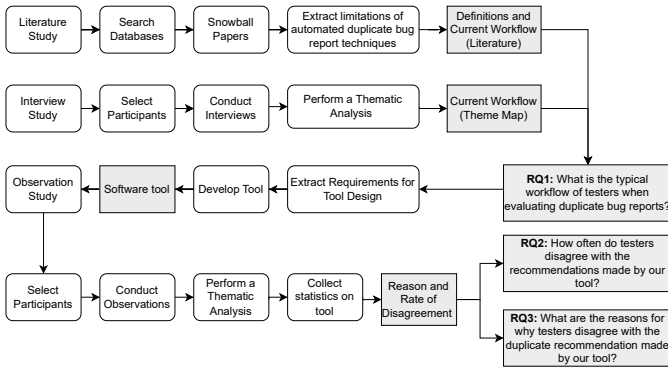 Literature
Study
Search
Databases
Snowball
Papers
Extract limitations of
automated duplicate bug
report techniques
Definitions and
Current Workflow
(Literature)
Interview
Study
Select
Participants
Conduct
Interviews
Perform a Thematic
Analysis
Current Workflow
(Theme Map)
Observation
Study
Software tool
Develop Tool
Extract Requirements for
Tool Design
RQ1: What is the typical
workflow of testers when
evaluating duplicate bug reports?
RQ2: How often do testers
disagree with the
recommendations made by our
tool?
Select
Participants
Conduct
Observations
Perform a
Thematic
Analysis
Collect
statistics on
tool
Reason and
Rate of
Disagreement
RQ3: What are the reasons for
why testers disagree with the
duplicate recommendation made
by our tool?